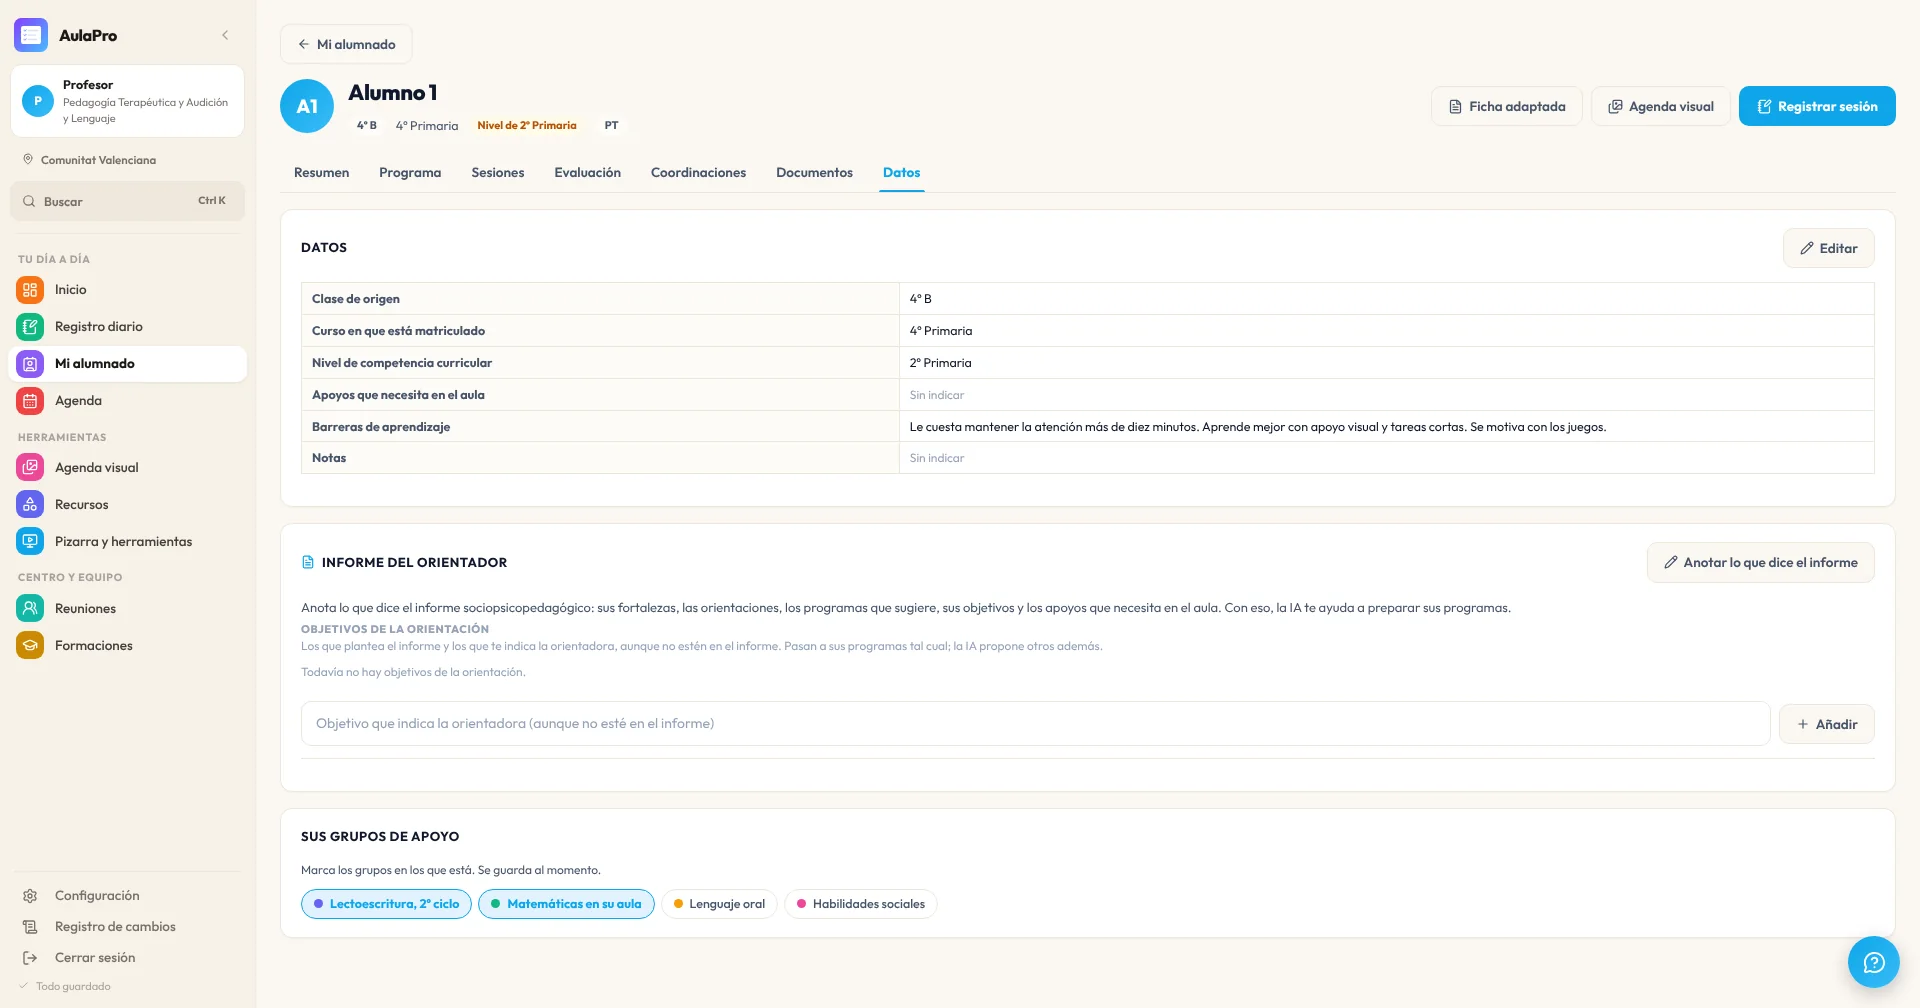 AulaPro
P
Profesor
Pedagogía Terapéutica y Audición
y Lenguaje
Comunitat Valenciana
Buscar
Ctrl K
TU DÍA A DÍA
Inicio
Registro diario
Mi alumnado
Agenda
HERRAMIENTAS
Agenda visual
Recursos
Pizarra y herramientas
CENTRO Y EQUIPO
Reuniones
Formaciones
Configuración
Registro de cambios
Cerrar sesión
Todo guardado
Mi alumnado
A1
Alumno 1
4º B 4º Primaria Nivel de 2º Primaria PT
Ficha adaptada
Agenda visual
Registrar sesión
Resumen Programa Sesiones Evaluación Coordinaciones Documentos Datos
DATOS
Editar
Clase de origen 4º B
Curso en que está matriculado 4º Primaria
Nivel de competencia curricular 2º Primaria
Apoyos que necesita en el aula Sin indicar
Barreras de aprendizaje Le cuesta mantener la atención más de diez minutos. Aprende mejor con apoyo visual y tareas cortas. Se motiva con los juegos.
Notas Sin indicar
INFORME DEL ORIENTADOR
Anotar lo que dice el informe
Anota lo que dice el informe sociopsicopedagógico: sus fortalezas, las orientaciones, los programas que sugiere, sus objetivos y los apoyos que necesita en el aula. Con eso, la IA te ayuda a preparar sus programas.
OBJETIVOS DE LA ORIENTACIÓN
Los que plantea el informe y los que te indica la orientadora, aunque no estén en el informe. Pasan a sus programas tal cual; la IA propone otros además.
Todavía no hay objetivos de la orientación.
Objetivo que indica la orientadora (aunque no esté en el informe)
Añadir
SUS GRUPOS DE APOYO
Marca los grupos en los que está. Se guarda al momento.
Lectoescritura, 2º ciclo Matemáticas en su aula Lenguaje oral Habilidades sociales